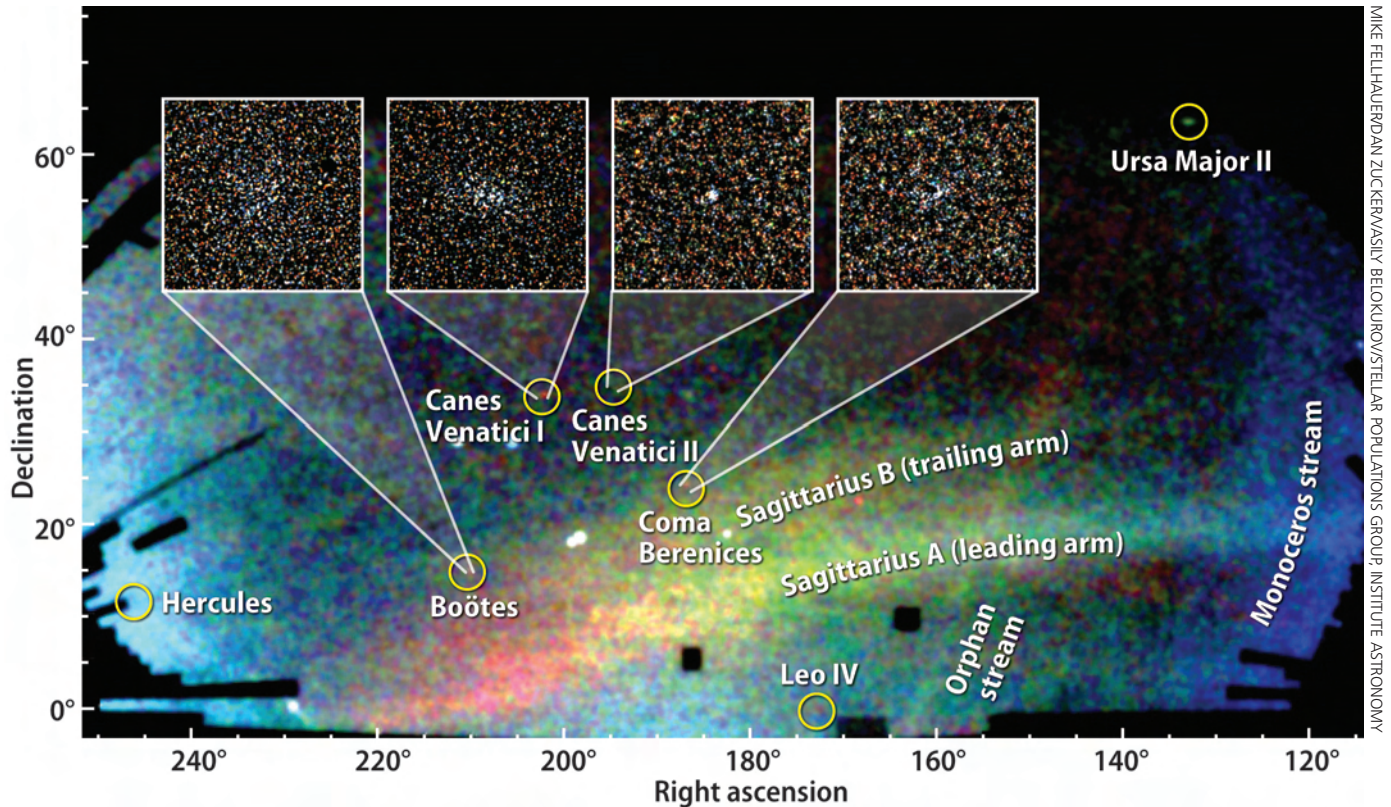 60°
40°
20°
0°
Declination
Ursa Major II
Canes
Venatici I
Canes
Venatici II
Coma
Berenices
Sagittarius B (trailing arm)
Sagittarius A (leading arm)
Monoceros stream
Hercules
Boötes
Leo IV
Orphan
stream
240°
220°
200°
180°
160°
140°
120°
Right ascension
MIKE FELLHAUER/DAN ZUCKER/VASILY BELOKUROV/STELLAR POPULATIONS GROUP, INSTITUTE ASTRONOMY